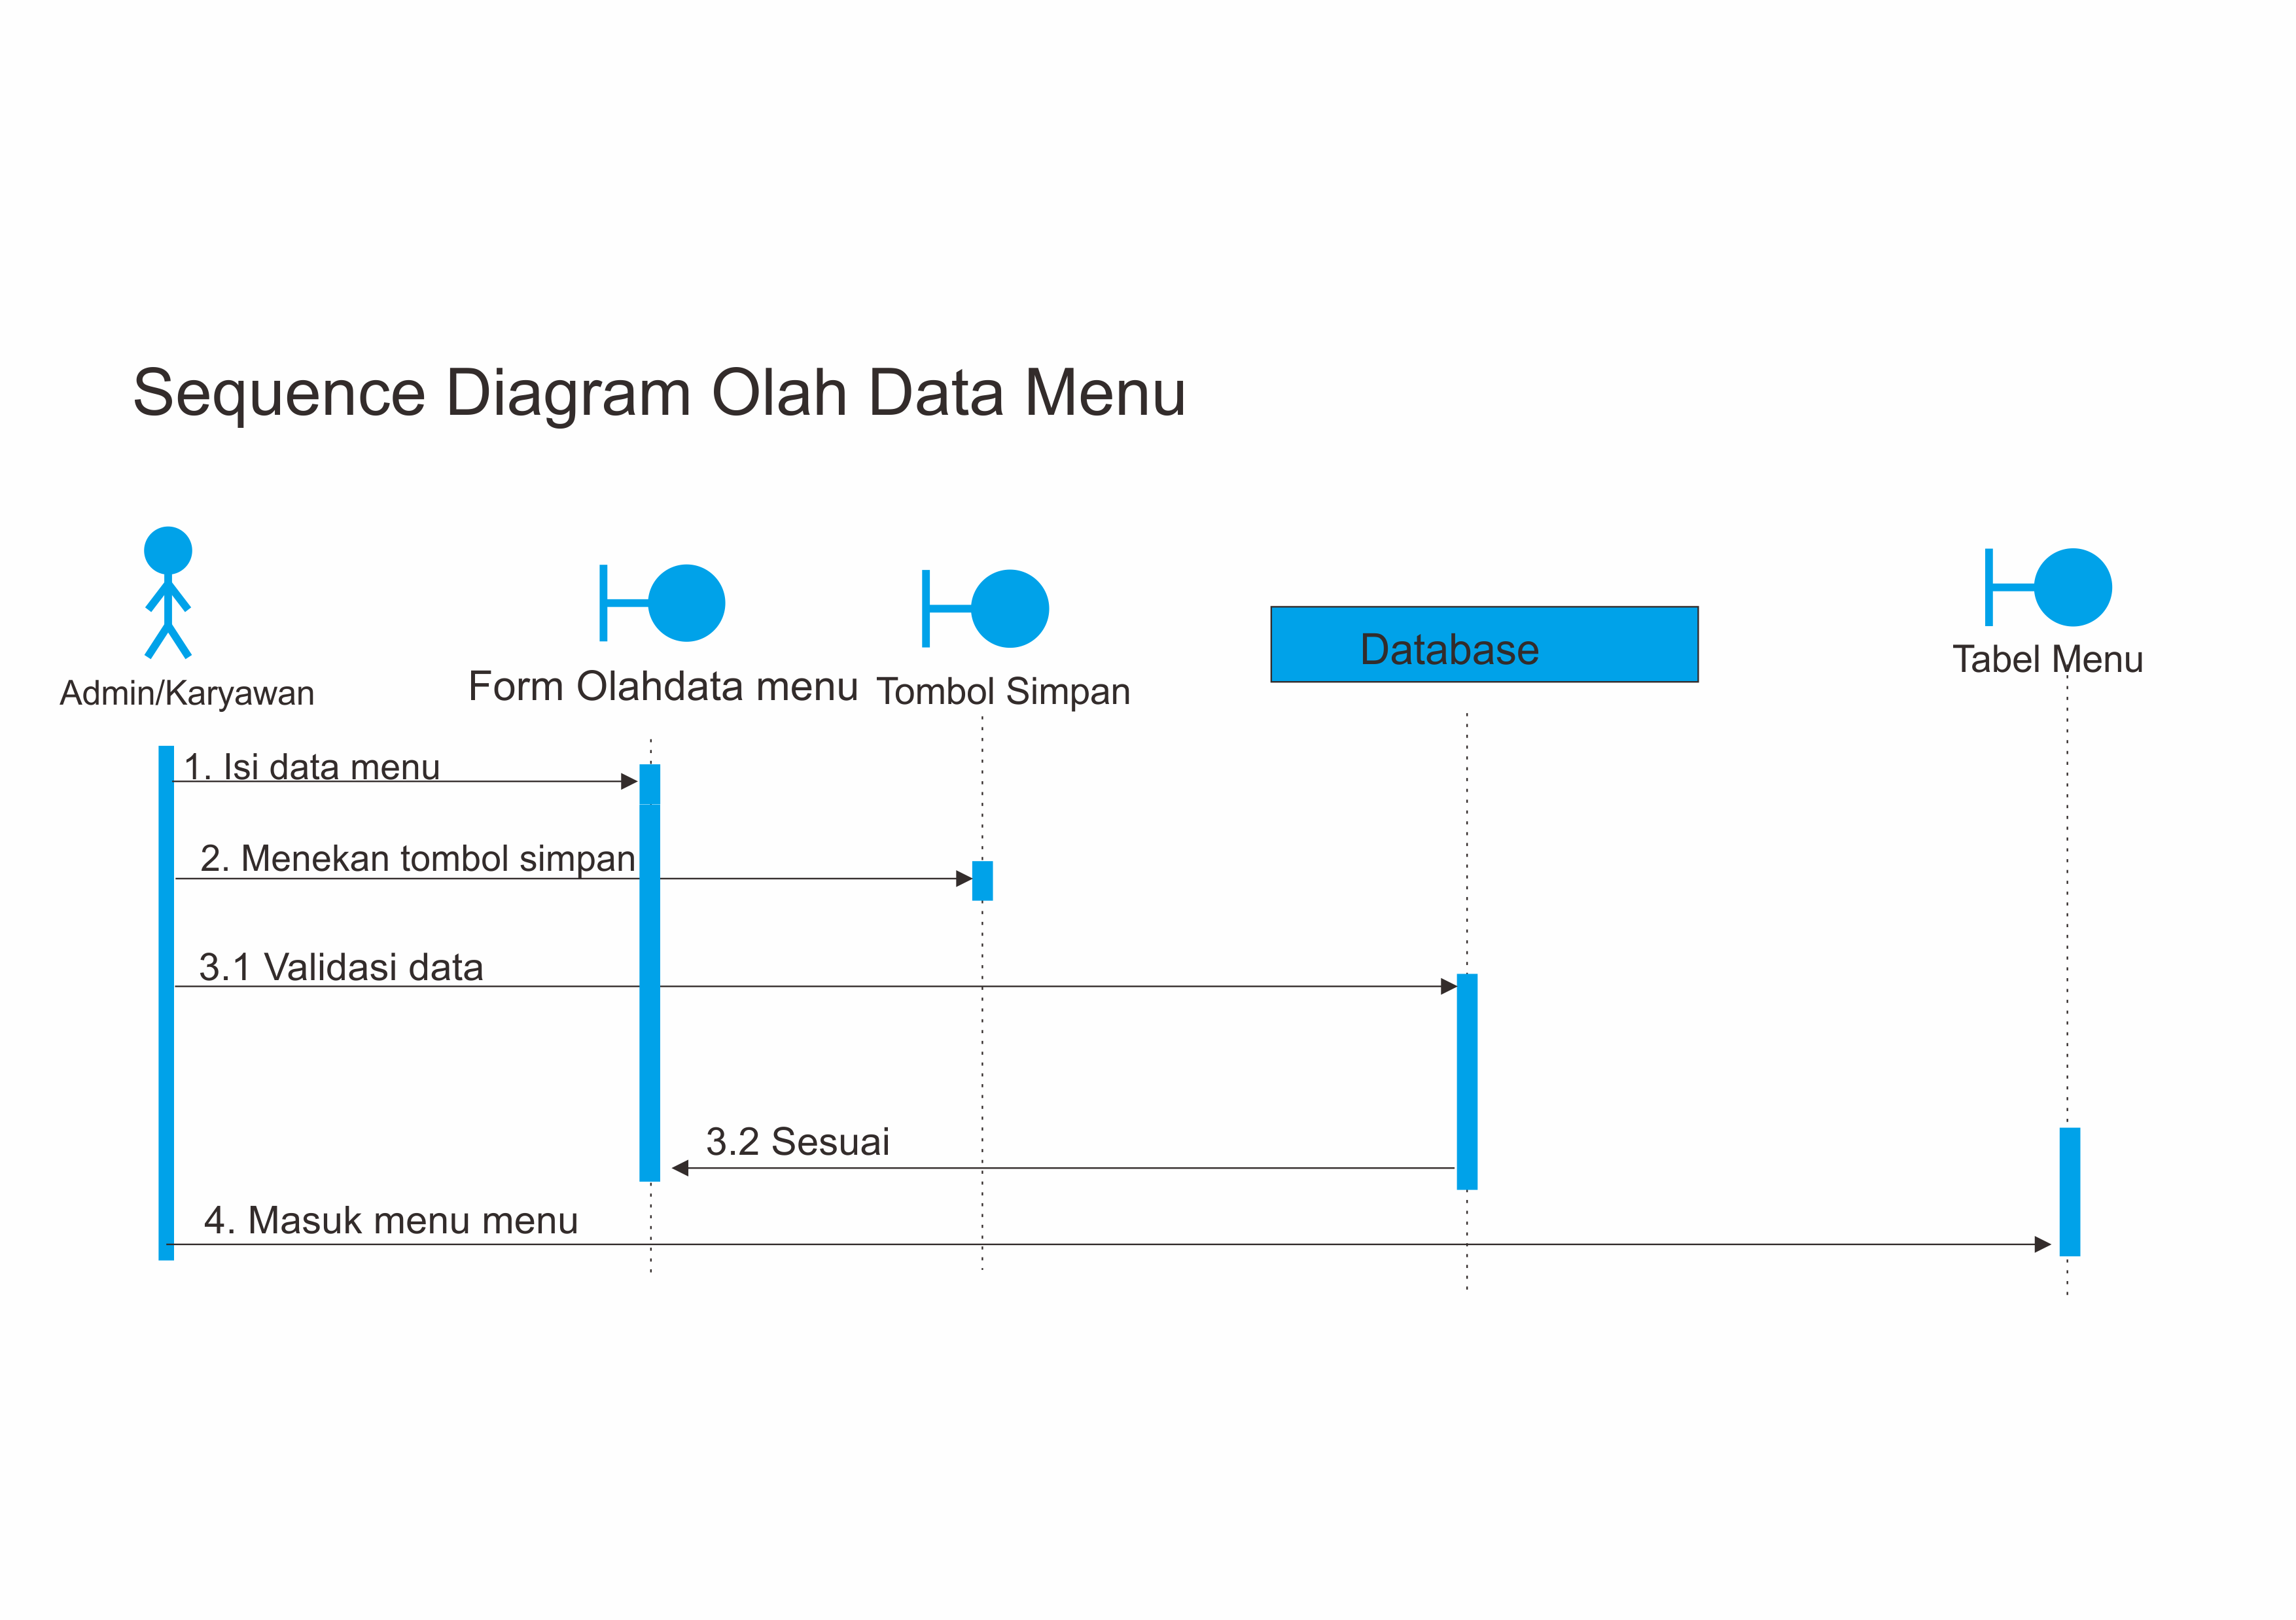 Sequence Diagram Olah Data Menu
Admin/Karyawan
Form Olahdata menu
Tombol Simpan
Database
Tabel Menu
1. Isi data menu
2. Menekan tombol simpan
3.1 Validasi data
3.2 Sesuai
4. Masuk menu menu